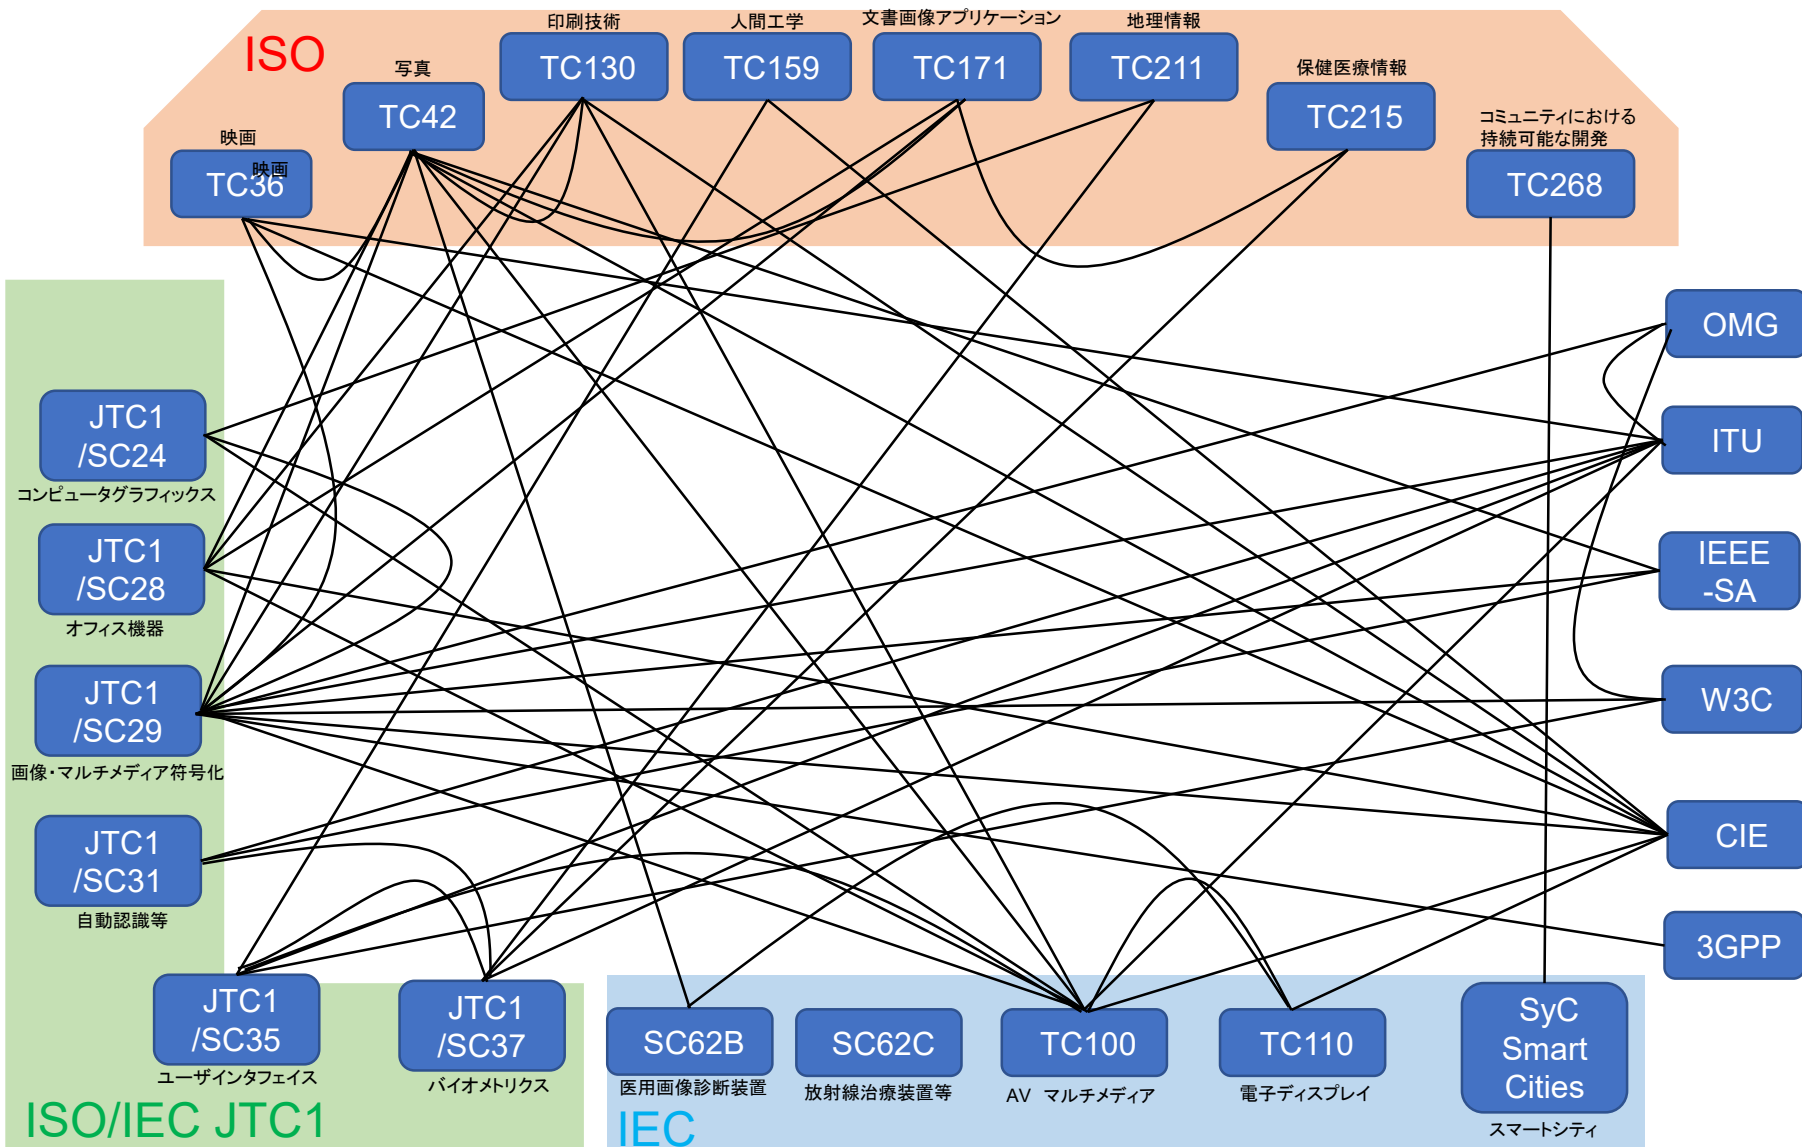 ISO
印刷技術
TC130
人間工学
TC159
文書画像アプリケーション
TC171
地理情報
TC211
写真
TC42
保健医療情報
TC215
映画
映画
TC36
コミュニティにおける
持続可能な開発
TC268
JTC1
/SC24
コンピュータグラフィックス
JTC1
/SC28
オフィス機器
JTC1
/SC29
画像・マルチメディア符号化
JTC1
/SC31
自動認識等
JTC1
/SC35
ユーザインタフェイス
JTC1
/SC37
バイオメトリクス
ISO/IEC JTC1
OMG
ITU
IEEE
-SA
W3C
CIE
3GPP
SC62B
医用画像診断装置
SC62C
放射線治療装置等
TC100
AV マルチメディア
TC110
電子ディスプレイ
SyC
Smart
Cities
スマートシティ
IEC